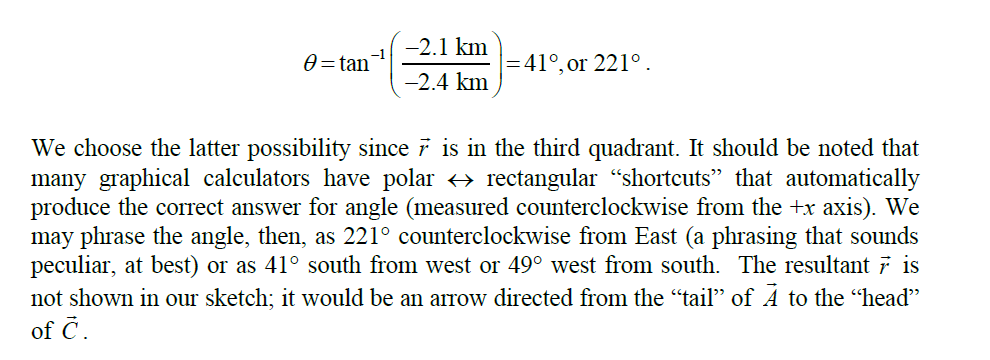 θ = tan⁻¹(−2.1 km / −2.4 km) = 41°, or 221° .
We choose the latter possibility since r⃗ is in the third quadrant. It should be noted that
many graphical calculators have polar ↔ rectangular “shortcuts” that automatically
produce the correct answer for angle (measured counterclockwise from the +x axis). We
may phrase the angle, then, as 221° counterclockwise from East (a phrasing that sounds
peculiar, at best) or as 41° south from west or 49° west from south. The resultant r⃗ is
not shown in our sketch; it would be an arrow directed from the “tail” of A⃗ to the “head”
of C⃗ .